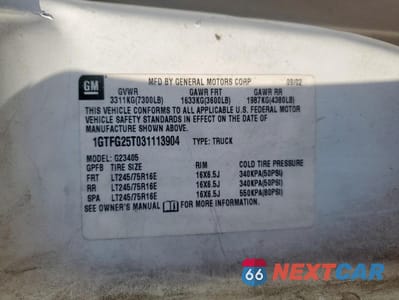 GM
MFD BY GENERAL MOTORS CORP 09/02
GVWR GAWR FRT GAWR RR
3311KG(7300LB) 1633KG(3600LB) 1987KG(4380LB)
THIS VEHICLE CONFORMS TO ALL APPLICABLE U.S. FEDERAL MOTOR
VEHICLE SAFETY STANDARDS IN EFFECT ON THE DATE OF
MANUFACTURE SHOWN ABOVE.
1GTFG25T031113904 TYPE: TRUCK
MODEL: G23405
GPFB TIRE SIZE RIM COLD TIRE PRESSURE
FRT LT245/75R16E 16X6.5J 340KPA(50PSI)
RR LT245/75R16E 16X6.5J 340KPA(50PSI)
SPA LT245/75R16E 16X6.5J 550KPA(80PSI)
SEE OWNER'S MANUAL FOR MORE INFORMATION.
66 NEXTCAR